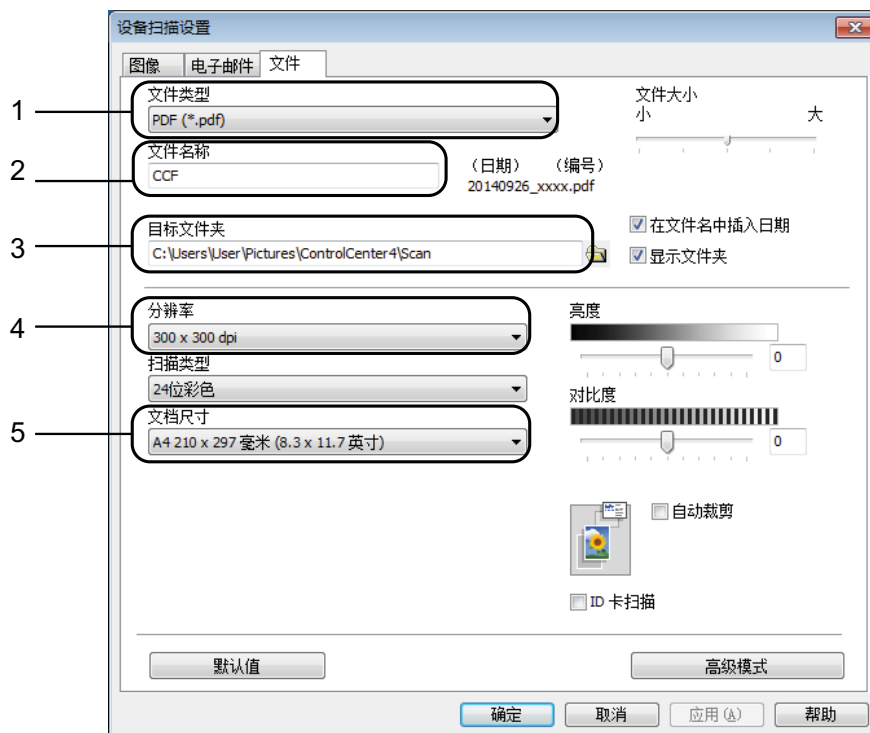 设备扫描设置
图像 电子邮件 文件
1
文件类型
PDF (*.pdf)
文件大小
小 大
2
文件名称
CCF
(日期) (编号)
20140926_xxxx.pdf
3
目标文件夹
C:\Users\User\Pictures\ControlCenter4\Scan
在文件名中插入日期
显示文件夹
4
分辨率
300 x 300 dpi
扫描类型
24位彩色
5
文档尺寸
A4 210 x 297 毫米 (8.3 x 11.7 英寸)
亮度
0
对比度
0
自动裁剪
ID 卡扫描
默认值 高级模式
确定 取消 应用(A) 帮助